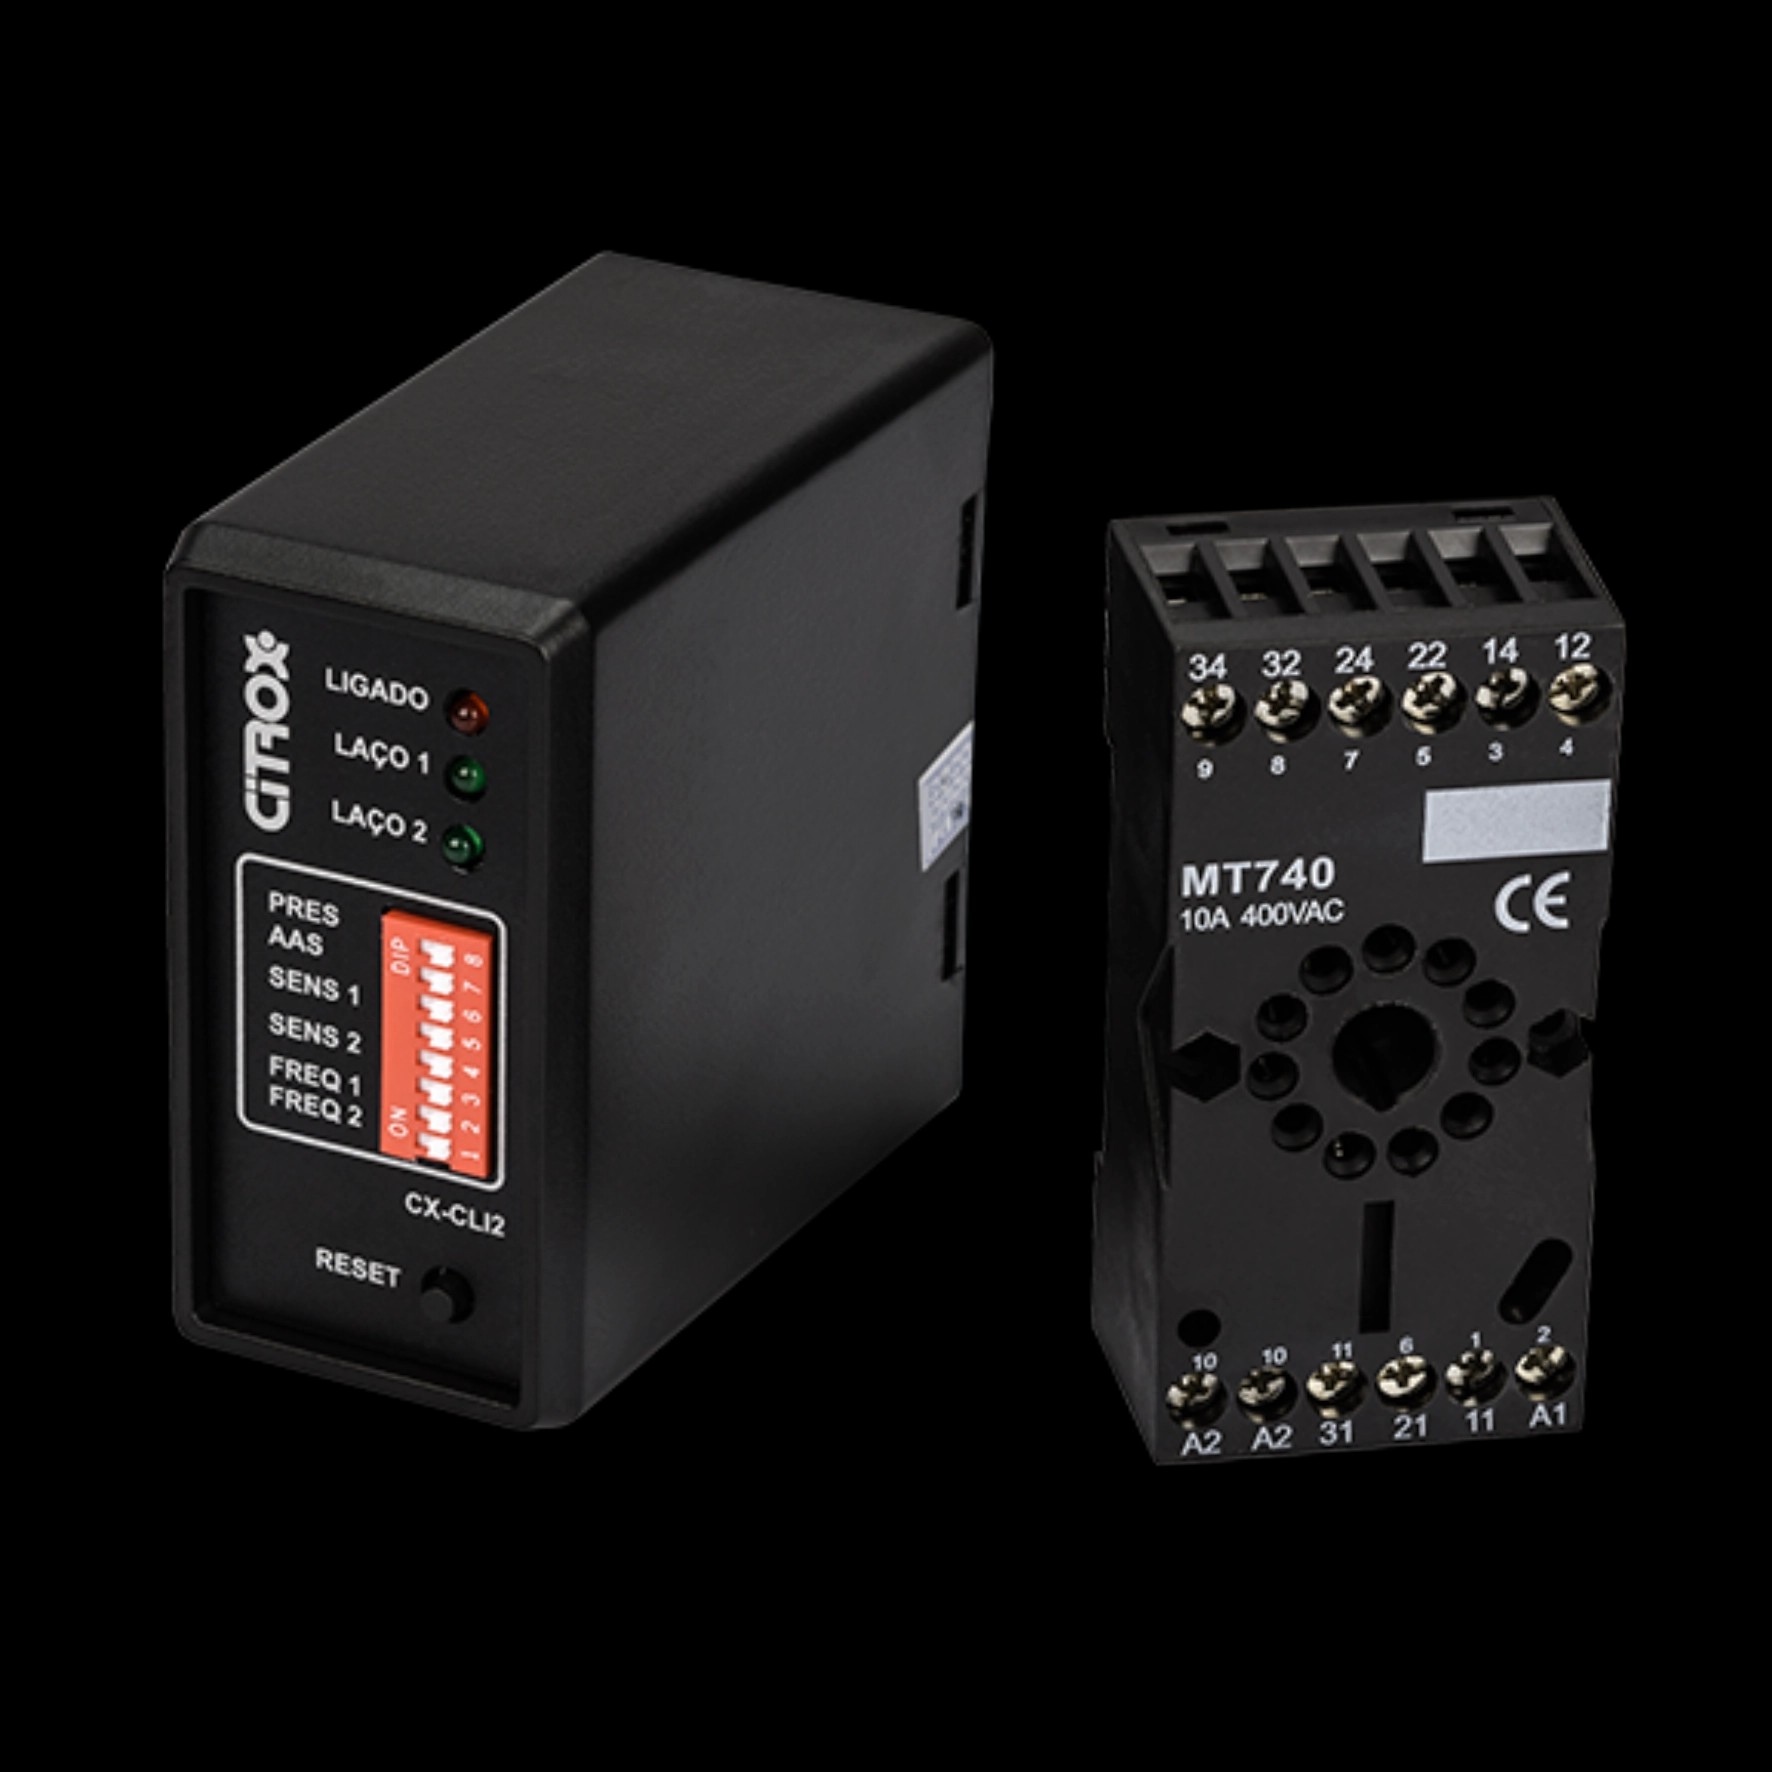 CITROX
LIGADO
LAÇO 1
LAÇO 2
PRES
AAS
SENS 1
SENS 2
FREQ 1
FREQ 2
DIP
ON
8
7
6
5
4
3
2
1
CX-CLI2
RESET
34 32 24 22 14 12
9 8 7 5 3 4
MT740
10A 400VAC
CE
10 10 11 6 1 2
A2 A2 31 21 11 A1